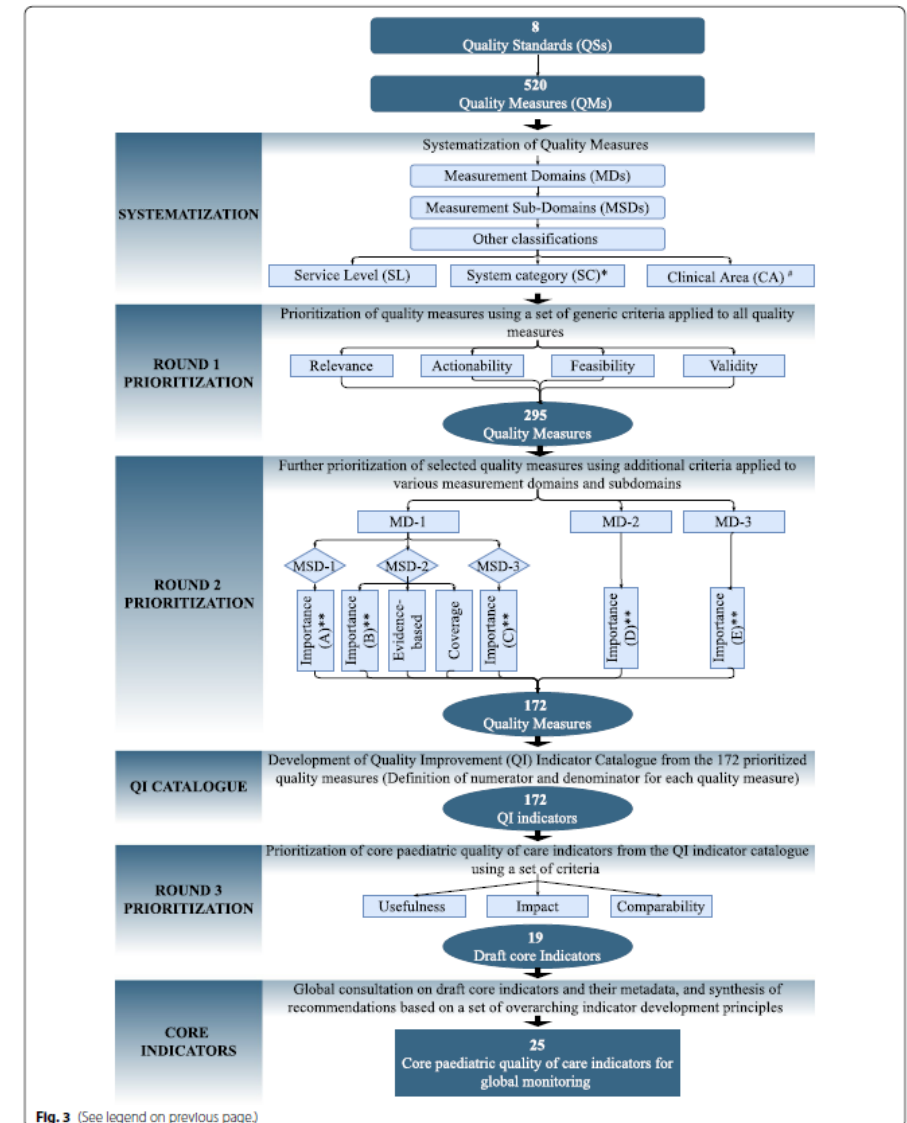 8
Quality Standards (QSs)
520
Quality Measures (QMs)
SYSTEMATIZATION
Systematization of Quality Measures
Measurement Domains (MDs)
Measurement Sub-Domains (MSDs)
Other classifications
Service Level (SL)
System category (SC)*
Clinical Area (CA) #
ROUND 1
PRIORITIZATION
Prioritization of quality measures using a set of generic criteria applied to all quality
measures
Relevance
Actionability
Feasibility
Validity
295
Quality Measures
ROUND 2
PRIORITIZATION
Further prioritization of selected quality measures using additional criteria applied to
various measurement domains and subdomains
MD-1
MD-2
MD-3
MSD-1
MSD-2
MSD-3
Importance
(A)**
Importance
(B)**
Evidence-
based
Coverage
Importance
(C)**
Importance
(D)**
Importance
(E)**
172
Quality Measures
QI CATALOGUE
Development of Quality Improvement (QI) Indicator Catalogue from the 172 prioritized
quality measures (Definition of numerator and denominator for each quality measure)
172
QI indicators
ROUND 3
PRIORITIZATION
Prioritization of core paediatric quality of care indicators from the QI indicator catalogue
using a set of criteria
Usefulness
Impact
Comparability
19
Draft core Indicators
CORE
INDICATORS
Global consultation on draft core indicators and their metadata, and synthesis of
recommendations based on a set of overarching indicator development principles
25
Core paediatric quality of care indicators for
global monitoring
Fig. 3 (See legend on previous page.)